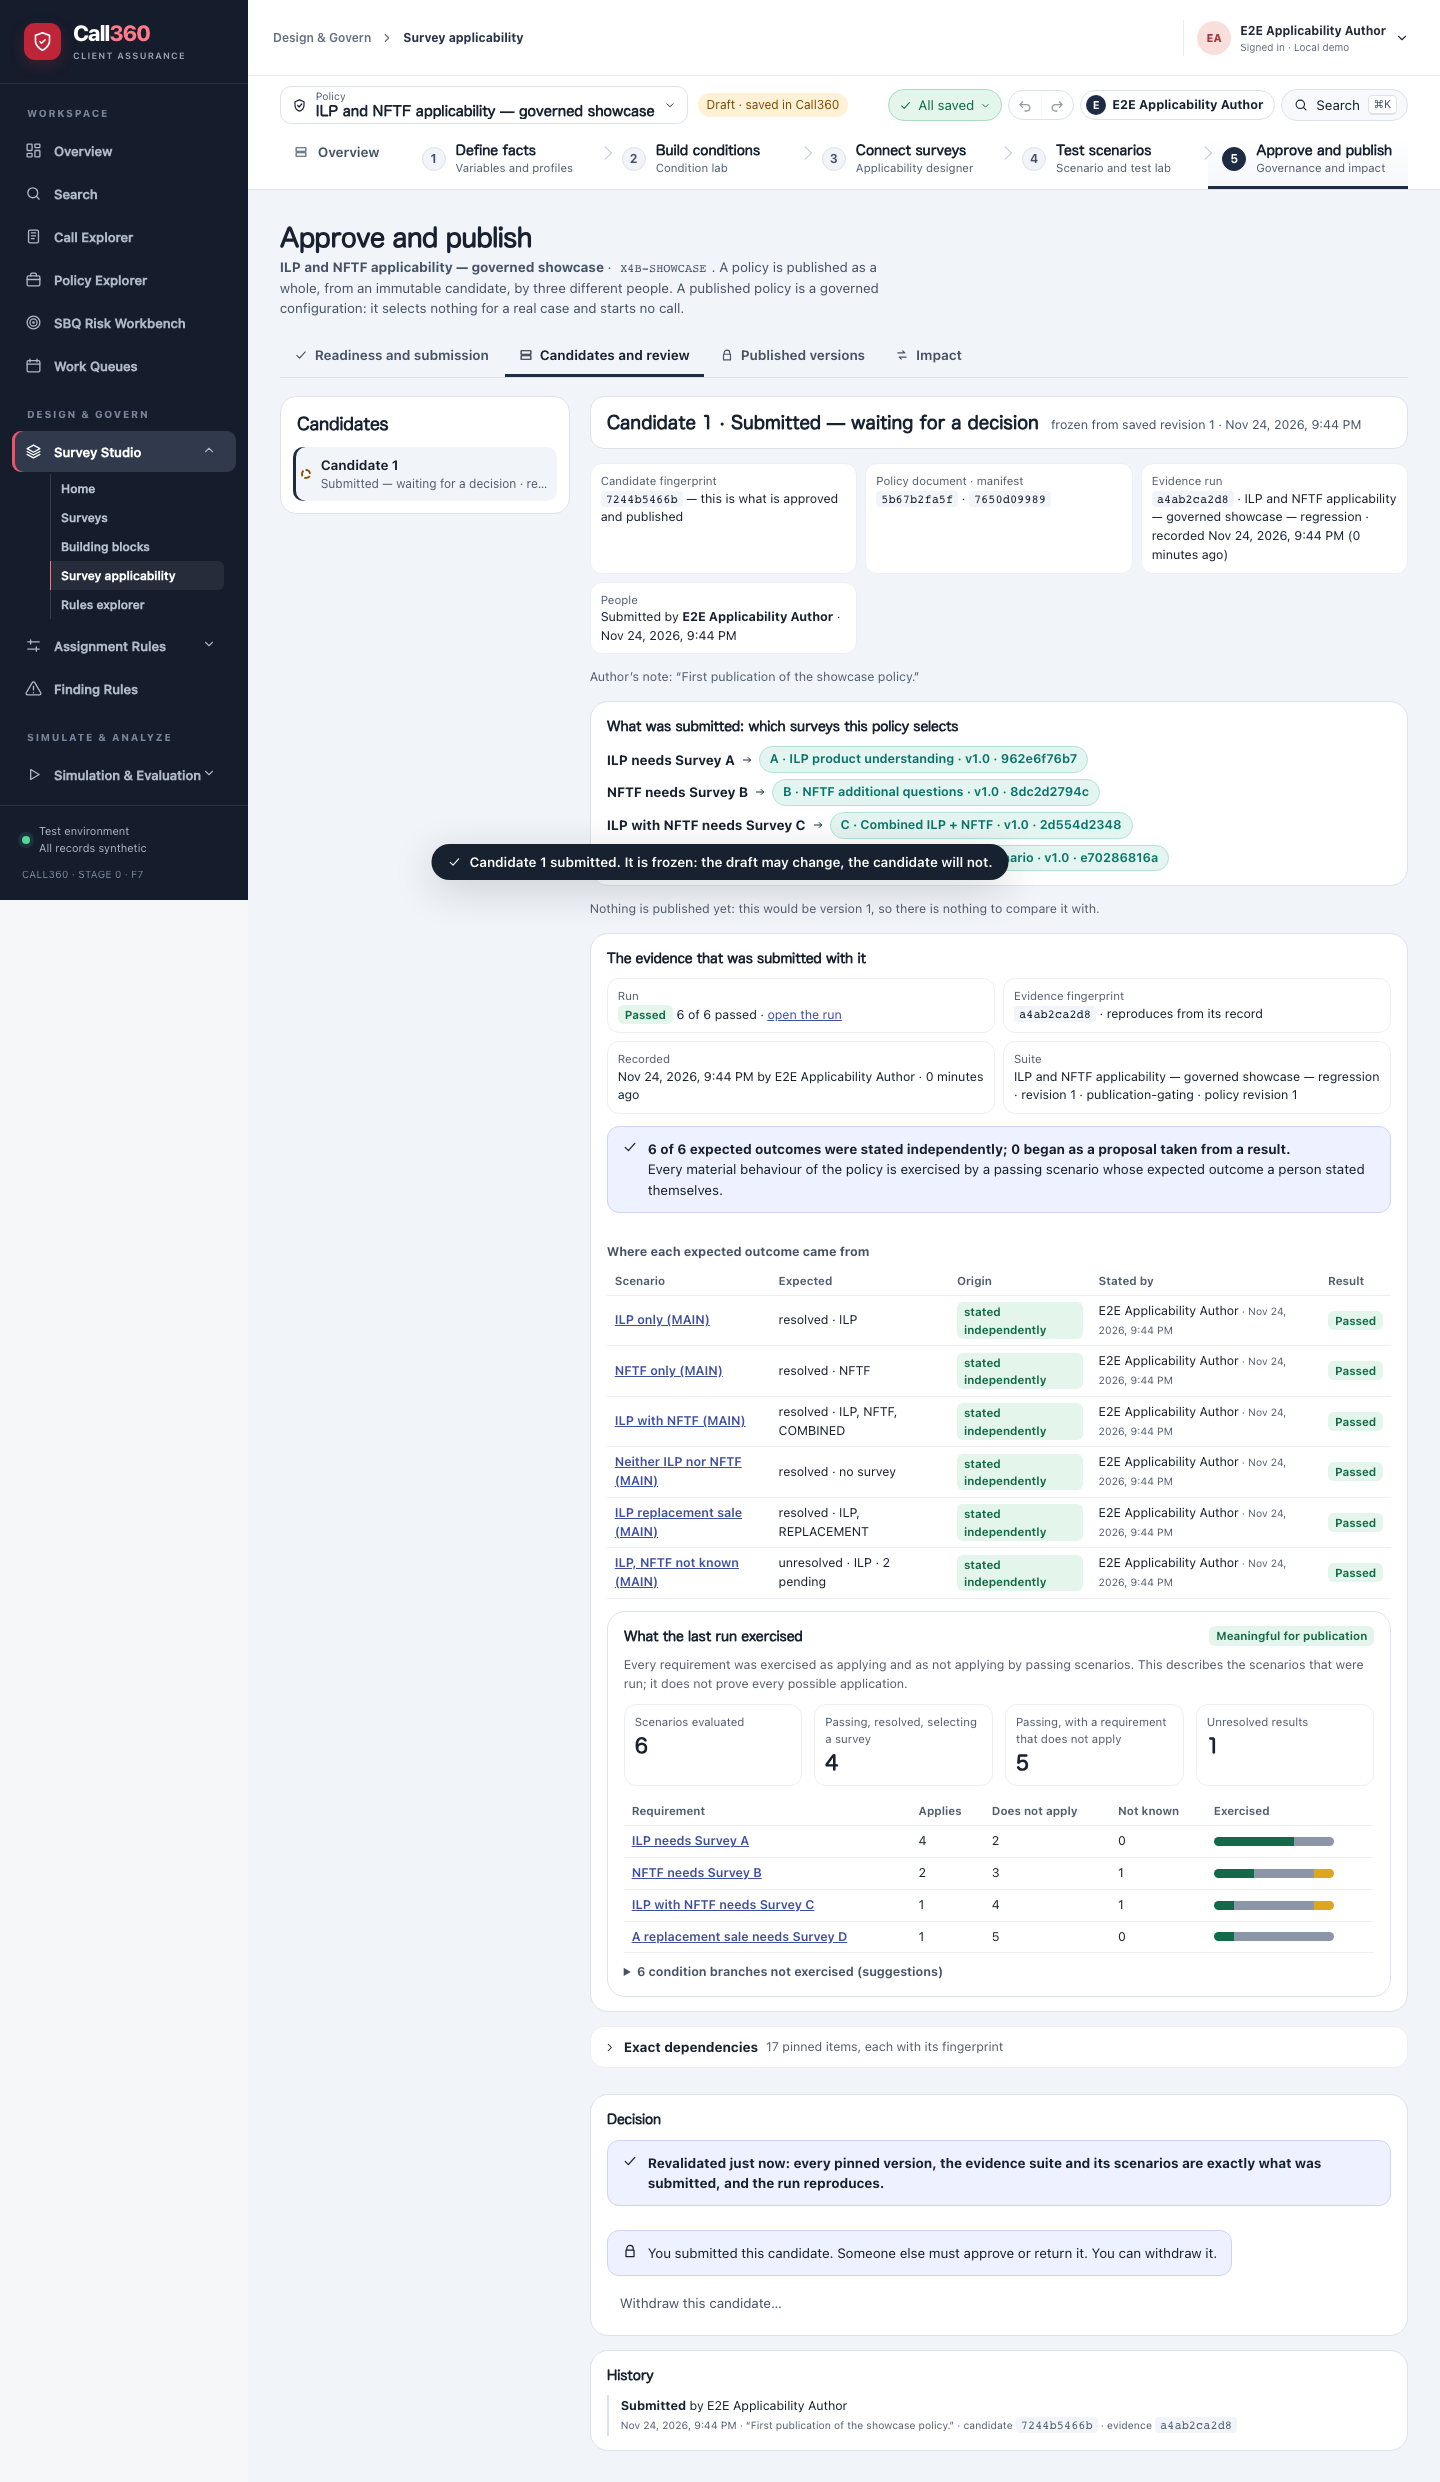 Call360
CLIENT ASSURANCE
WORKSPACE
Overview
Search
Call Explorer
Policy Explorer
SBQ Risk Workbench
Work Queues
DESIGN & GOVERN
Survey Studio
Home
Surveys
Building blocks
Survey applicability
Rules explorer
Assignment Rules
Finding Rules
SIMULATE & ANALYZE
Simulation & Evaluation
Test environment
All records synthetic
CALL360 · STAGE 0 · F7
Design & Govern > Survey applicability
EA
E2E Applicability Author
Signed in · Local demo
Policy
ILP and NFTF applicability — governed showcase
Draft · saved in Call360
All saved
E E2E Applicability Author
Search ⌘K
Overview
1 Define facts
Variables and profiles
2 Build conditions
Condition lab
3 Connect surveys
Applicability designer
4 Test scenarios
Scenario and test lab
5 Approve and publish
Governance and impact
Approve and publish
ILP and NFTF applicability — governed showcase · X4B-SHOWCASE . A policy is published as a
whole, from an immutable candidate, by three different people. A published policy is a governed
configuration: it selects nothing for a real case and starts no call.
Readiness and submission
Candidates and review
Published versions
Impact
Candidates
Candidate 1
Submitted — waiting for a decision · re...
Candidate 1 · Submitted — waiting for a decision frozen from saved revision 1 · Nov 24, 2026, 9:44 PM
Candidate fingerprint
7244b5466b — this is what is approved
and published
Policy document · manifest
5b67b2fa5f · 7650d09989
Evidence run
a4ab2ca2d8 · ILP and NFTF applicability
— governed showcase — regression ·
recorded Nov 24, 2026, 9:44 PM (0
minutes ago)
People
Submitted by E2E Applicability Author ·
Nov 24, 2026, 9:44 PM
Author's note: “First publication of the showcase policy.”
What was submitted: which surveys this policy selects
ILP needs Survey A → A · ILP product understanding · v1.0 · 962e6f76b7
NFTF needs Survey B → B · NFTF additional questions · v1.0 · 8dc2d2794c
ILP with NFTF needs Survey C → C · Combined ILP + NFTF · v1.0 · 2d554d2348
nario · v1.0 · e70286816a
Candidate 1 submitted. It is frozen: the draft may change, the candidate will not.
Nothing is published yet: this would be version 1, so there is nothing to compare it with.
The evidence that was submitted with it
Run
Passed 6 of 6 passed · open the run
Evidence fingerprint
a4ab2ca2d8 · reproduces from its record
Recorded
Nov 24, 2026, 9:44 PM by E2E Applicability Author · 0 minutes
ago
Suite
ILP and NFTF applicability — governed showcase — regression
· revision 1 · publication-gating · policy revision 1
6 of 6 expected outcomes were stated independently; 0 began as a proposal taken from a result.
Every material behaviour of the policy is exercised by a passing scenario whose expected outcome a person stated
themselves.
Where each expected outcome came from
Scenario Expected Origin Stated by Result
ILP only (MAIN) resolved · ILP stated independently E2E Applicability Author · Nov 24, 2026, 9:44 PM Passed
NFTF only (MAIN) resolved · NFTF stated independently E2E Applicability Author · Nov 24, 2026, 9:44 PM Passed
ILP with NFTF (MAIN) resolved · ILP, NFTF, COMBINED stated independently E2E Applicability Author · Nov 24, 2026, 9:44 PM Passed
Neither ILP nor NFTF (MAIN) resolved · no survey stated independently E2E Applicability Author · Nov 24, 2026, 9:44 PM Passed
ILP replacement sale (MAIN) resolved · ILP, REPLACEMENT stated independently E2E Applicability Author · Nov 24, 2026, 9:44 PM Passed
ILP, NFTF not known (MAIN) unresolved · ILP · 2 pending stated independently E2E Applicability Author · Nov 24, 2026, 9:44 PM Passed
What the last run exercised
Meaningful for publication
Every requirement was exercised as applying and as not applying by passing scenarios. This describes the scenarios that were
run; it does not prove every possible application.
Scenarios evaluated
6
Passing, resolved, selecting
a survey
4
Passing, with a requirement
that does not apply
5
Unresolved results
1
Requirement Applies Does not apply Not known Exercised
ILP needs Survey A 4 2 0
NFTF needs Survey B 2 3 1
ILP with NFTF needs Survey C 1 4 1
A replacement sale needs Survey D 1 5 0
6 condition branches not exercised (suggestions)
Exact dependencies 17 pinned items, each with its fingerprint
Decision
Revalidated just now: every pinned version, the evidence suite and its scenarios are exactly what was
submitted, and the run reproduces.
You submitted this candidate. Someone else must approve or return it. You can withdraw it.
Withdraw this candidate...
History
Submitted by E2E Applicability Author
Nov 24, 2026, 9:44 PM · “First publication of the showcase policy.” · candidate 7244b5466b · evidence a4ab2ca2d8